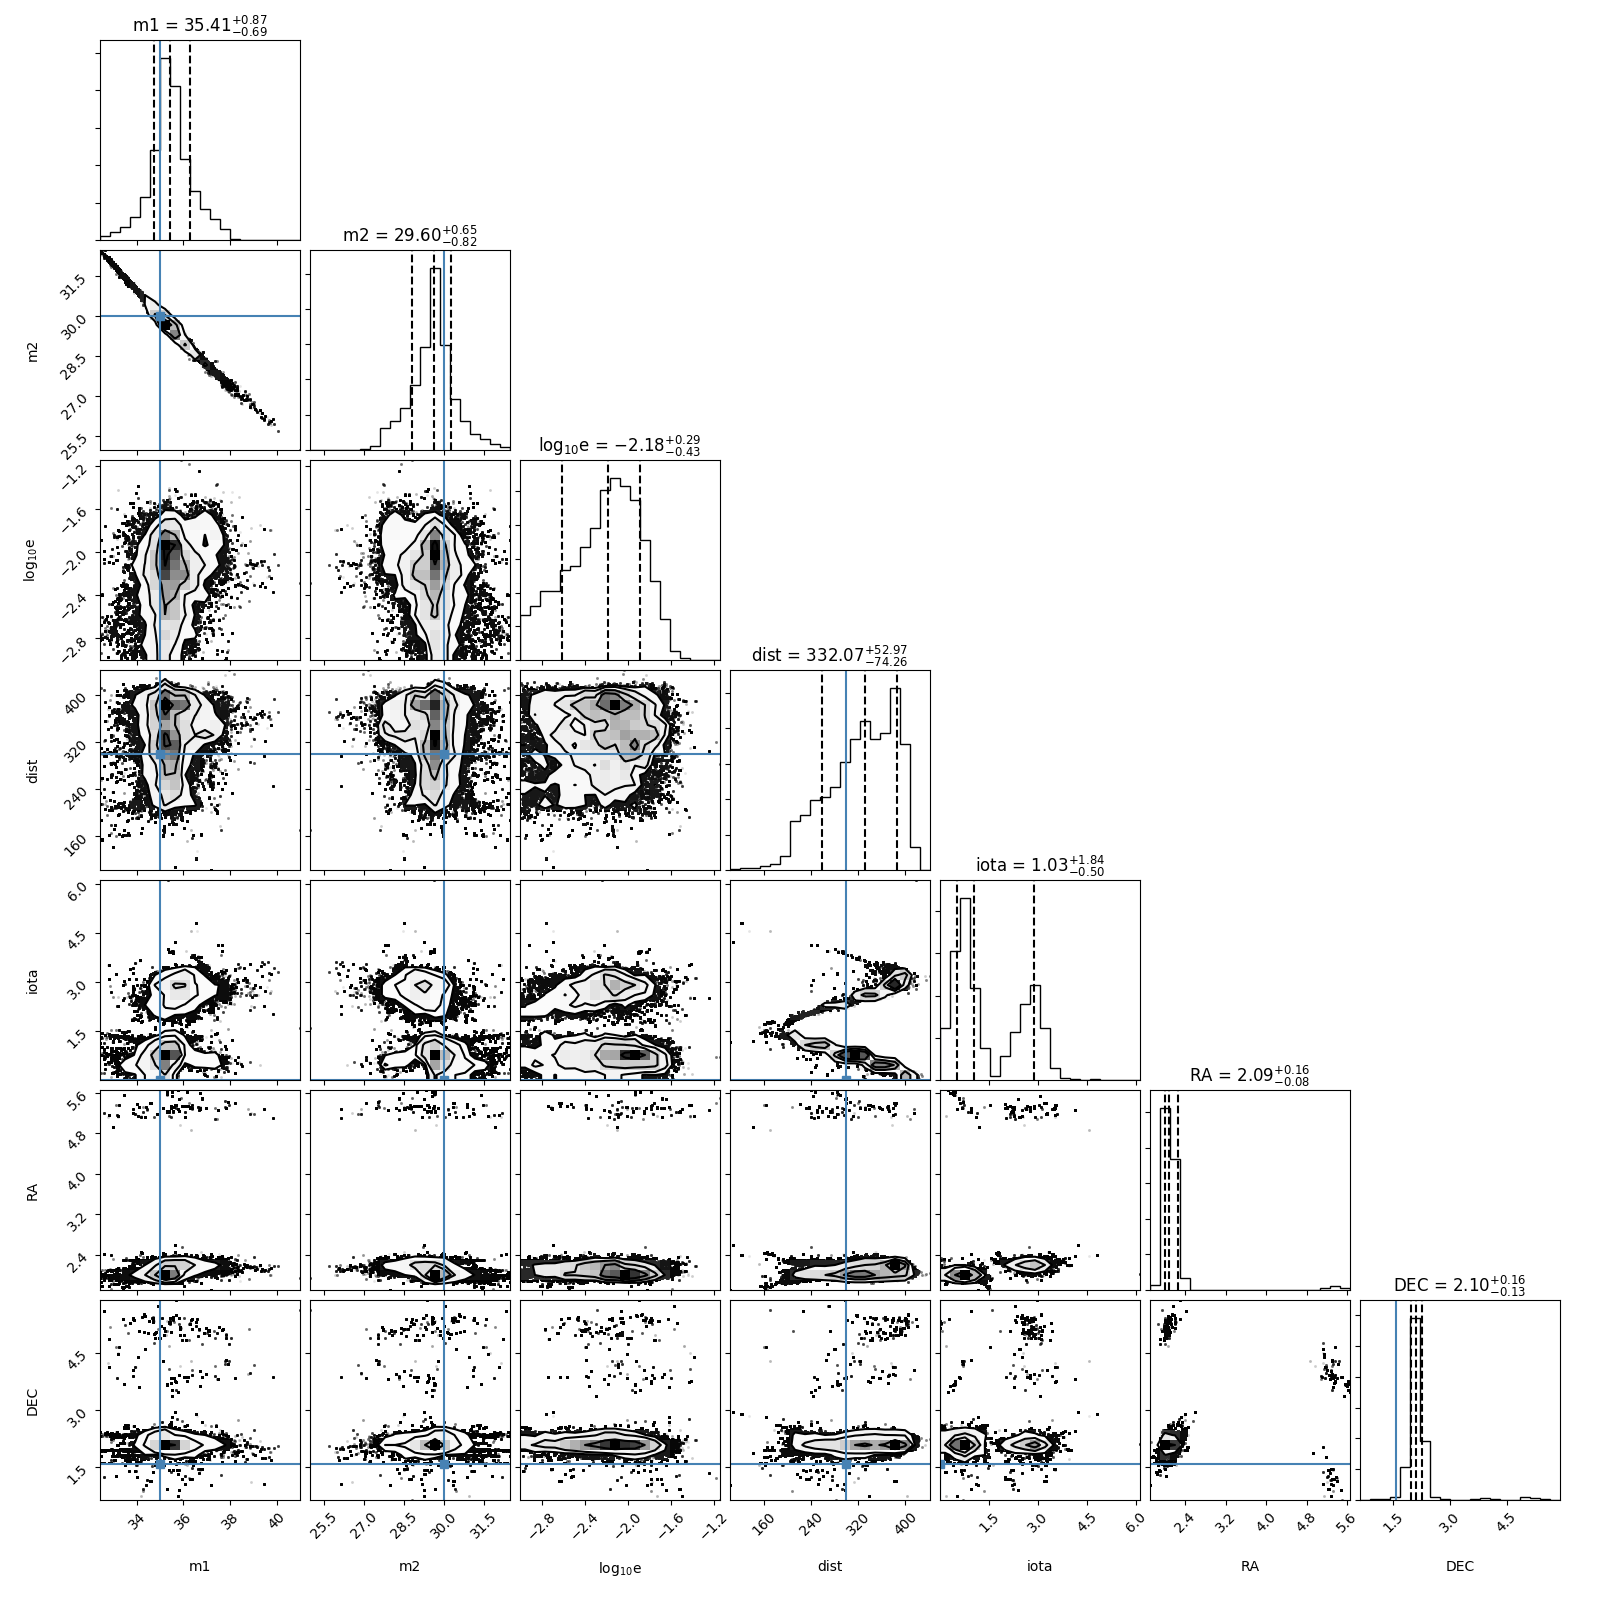 m1 = 35.41+0.87 −0.69
m2 = 29.60+0.65 −0.82
log10e = −2.18+0.29 −0.43
dist = 332.07+52.97 −74.26
iota = 1.03+1.84 −0.50
RA = 2.09+0.16 −0.08
DEC = 2.10+0.16 −0.13
m2
31.5
30.0
28.5
27.0
25.5
log10e
−1.2
−1.6
−2.0
−2.4
−2.8
dist
400
320
240
160
iota
6.0
4.5
3.0
1.5
RA
5.6
4.8
4.0
3.2
2.4
DEC
4.5
3.0
1.5
34 36 38 40
25.5 27.0 28.5 30.0 31.5
−2.8 −2.4 −2.0 −1.6 −1.2
160 240 320 400
1.5 3.0 4.5 6.0
2.4 3.2 4.0 4.8 5.6
1.5 3.0 4.5
m1 m2 log10e dist iota RA DEC